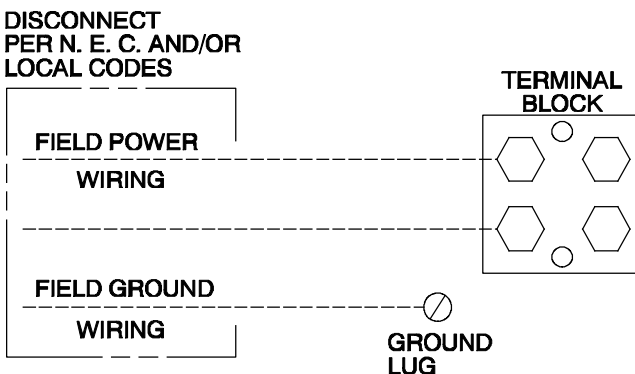 DISCONNECT
PER N. E. C. AND/OR
LOCAL CODES
TERMINAL
BLOCK
FIELD POWER
WIRING
FIELD GROUND
WIRING
GROUND
LUG